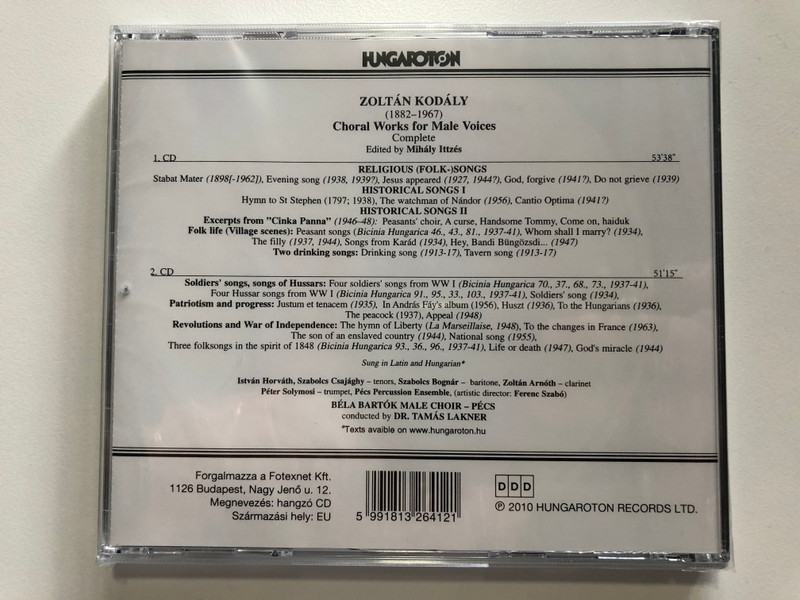 HUNGAROTON
ZOLTÁN KODÁLY
(1882–1967)
Choral Works for Male Voices
Complete
Edited by Mihály Ittzés
1. CD 53'38"
RELIGIOUS (FOLK-)SONGS
Stabat Mater (1898[-1962]), Evening song (1938, 1939?), Jesus appeared (1927, 1944?), God, forgive (1941?), Do not grieve (1939)
HISTORICAL SONGS I
Hymn to St Stephen (1797; 1938), The watchman of Nándor (1956), Cantio Optima (1941?)
HISTORICAL SONGS II
Excerpts from "Cinka Panna" (1946-48): Peasants' choir, A curse, Handsome Tommy, Come on, haiduk
Folk life (Village scenes): Peasant songs (Bicinia Hungarica 46., 43., 81., 1937-41), Whom shall I marry? (1934),
The filly (1937, 1944), Songs from Karád (1934), Hey, Bandi Büngözsdi... (1947)
Two drinking songs: Drinking song (1913-17), Tavern song (1913-17)
2. CD 51'15"
Soldiers' songs, songs of Hussars: Four soldiers' songs from WW I (Bicinia Hungarica 70., 37., 68., 73., 1937-41),
Four Hussar songs from WW I (Bicinia Hungarica 91., 95., 33., 103., 1937-41), Soldiers' song (1934),
Patriotism and progress: Justum et tenacem (1935), In András Fáy's album (1956), Huszt (1936), To the Hungarians (1936),
The peacock (1937), Appeal (1948)
Revolutions and War of Independence: The hymn of Liberty (La Marseillaise, 1948), To the changes in France (1963),
The son of an enslaved country (1944), National song (1955),
Three folksongs in the spirit of 1848 (Bicinia Hungarica 93., 36., 96., 1937-41), Life or death (1947), God's miracle (1944)
Sung in Latin and Hungarian*
István Horváth, Szabolcs Csajághy – tenors, Szabolcs Bognár – baritone, Zoltán Arnóth – clarinet
Péter Solymosi – trumpet, Pécs Percussion Ensemble, (artistic director: Ferenc Szabó)
BÉLA BARTÓK MALE CHOIR – PÉCS
conducted by DR. TAMÁS LAKNER
*Texts avaible on www.hungaroton.hu
Forgalmazza a Fotexnet Kft.
1126 Budapest, Nagy Jenő u. 12.
Megnevezés: hangzó CD
Származási hely: EU
5 991813 264121
DDD
℗ 2010 HUNGAROTON RECORDS LTD.